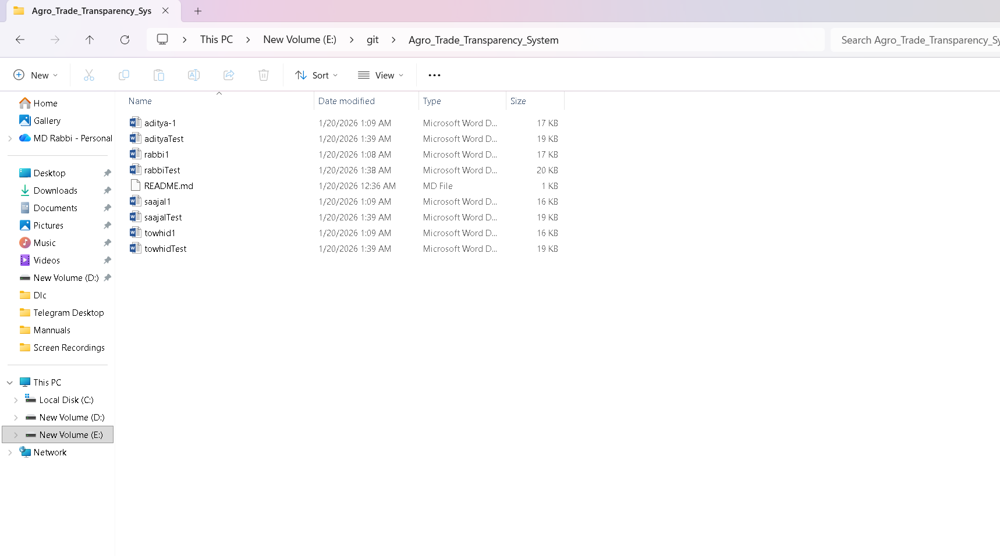 Agro_Trade_Transparency_Sys
This PC > New Volume (E:) > git > Agro_Trade_Transparency_System
Search Agro_Trade_Transparency_Sy
New
Sort
View
Home
Gallery
MD Rabbi - Personal
Desktop
Downloads
Documents
Pictures
Music
Videos
New Volume (D:)
Dlc
Telegram Desktop
Mannuals
Screen Recordings
This PC
Local Disk (C:)
New Volume (D:)
New Volume (E:)
Network
Name Date modified Type Size
aditya-1 1/20/2026 1:09 AM Microsoft Word D... 17 KB
adityaTest 1/20/2026 1:39 AM Microsoft Word D... 19 KB
rabbi1 1/20/2026 1:08 AM Microsoft Word D... 17 KB
rabbiTest 1/20/2026 1:38 AM Microsoft Word D... 20 KB
README.md 1/20/2026 12:36 AM MD File 1 KB
saajal1 1/20/2026 1:09 AM Microsoft Word D... 16 KB
saajalTest 1/20/2026 1:39 AM Microsoft Word D... 19 KB
towhid1 1/20/2026 1:09 AM Microsoft Word D... 16 KB
towhidTest 1/20/2026 1:39 AM Microsoft Word D... 19 KB